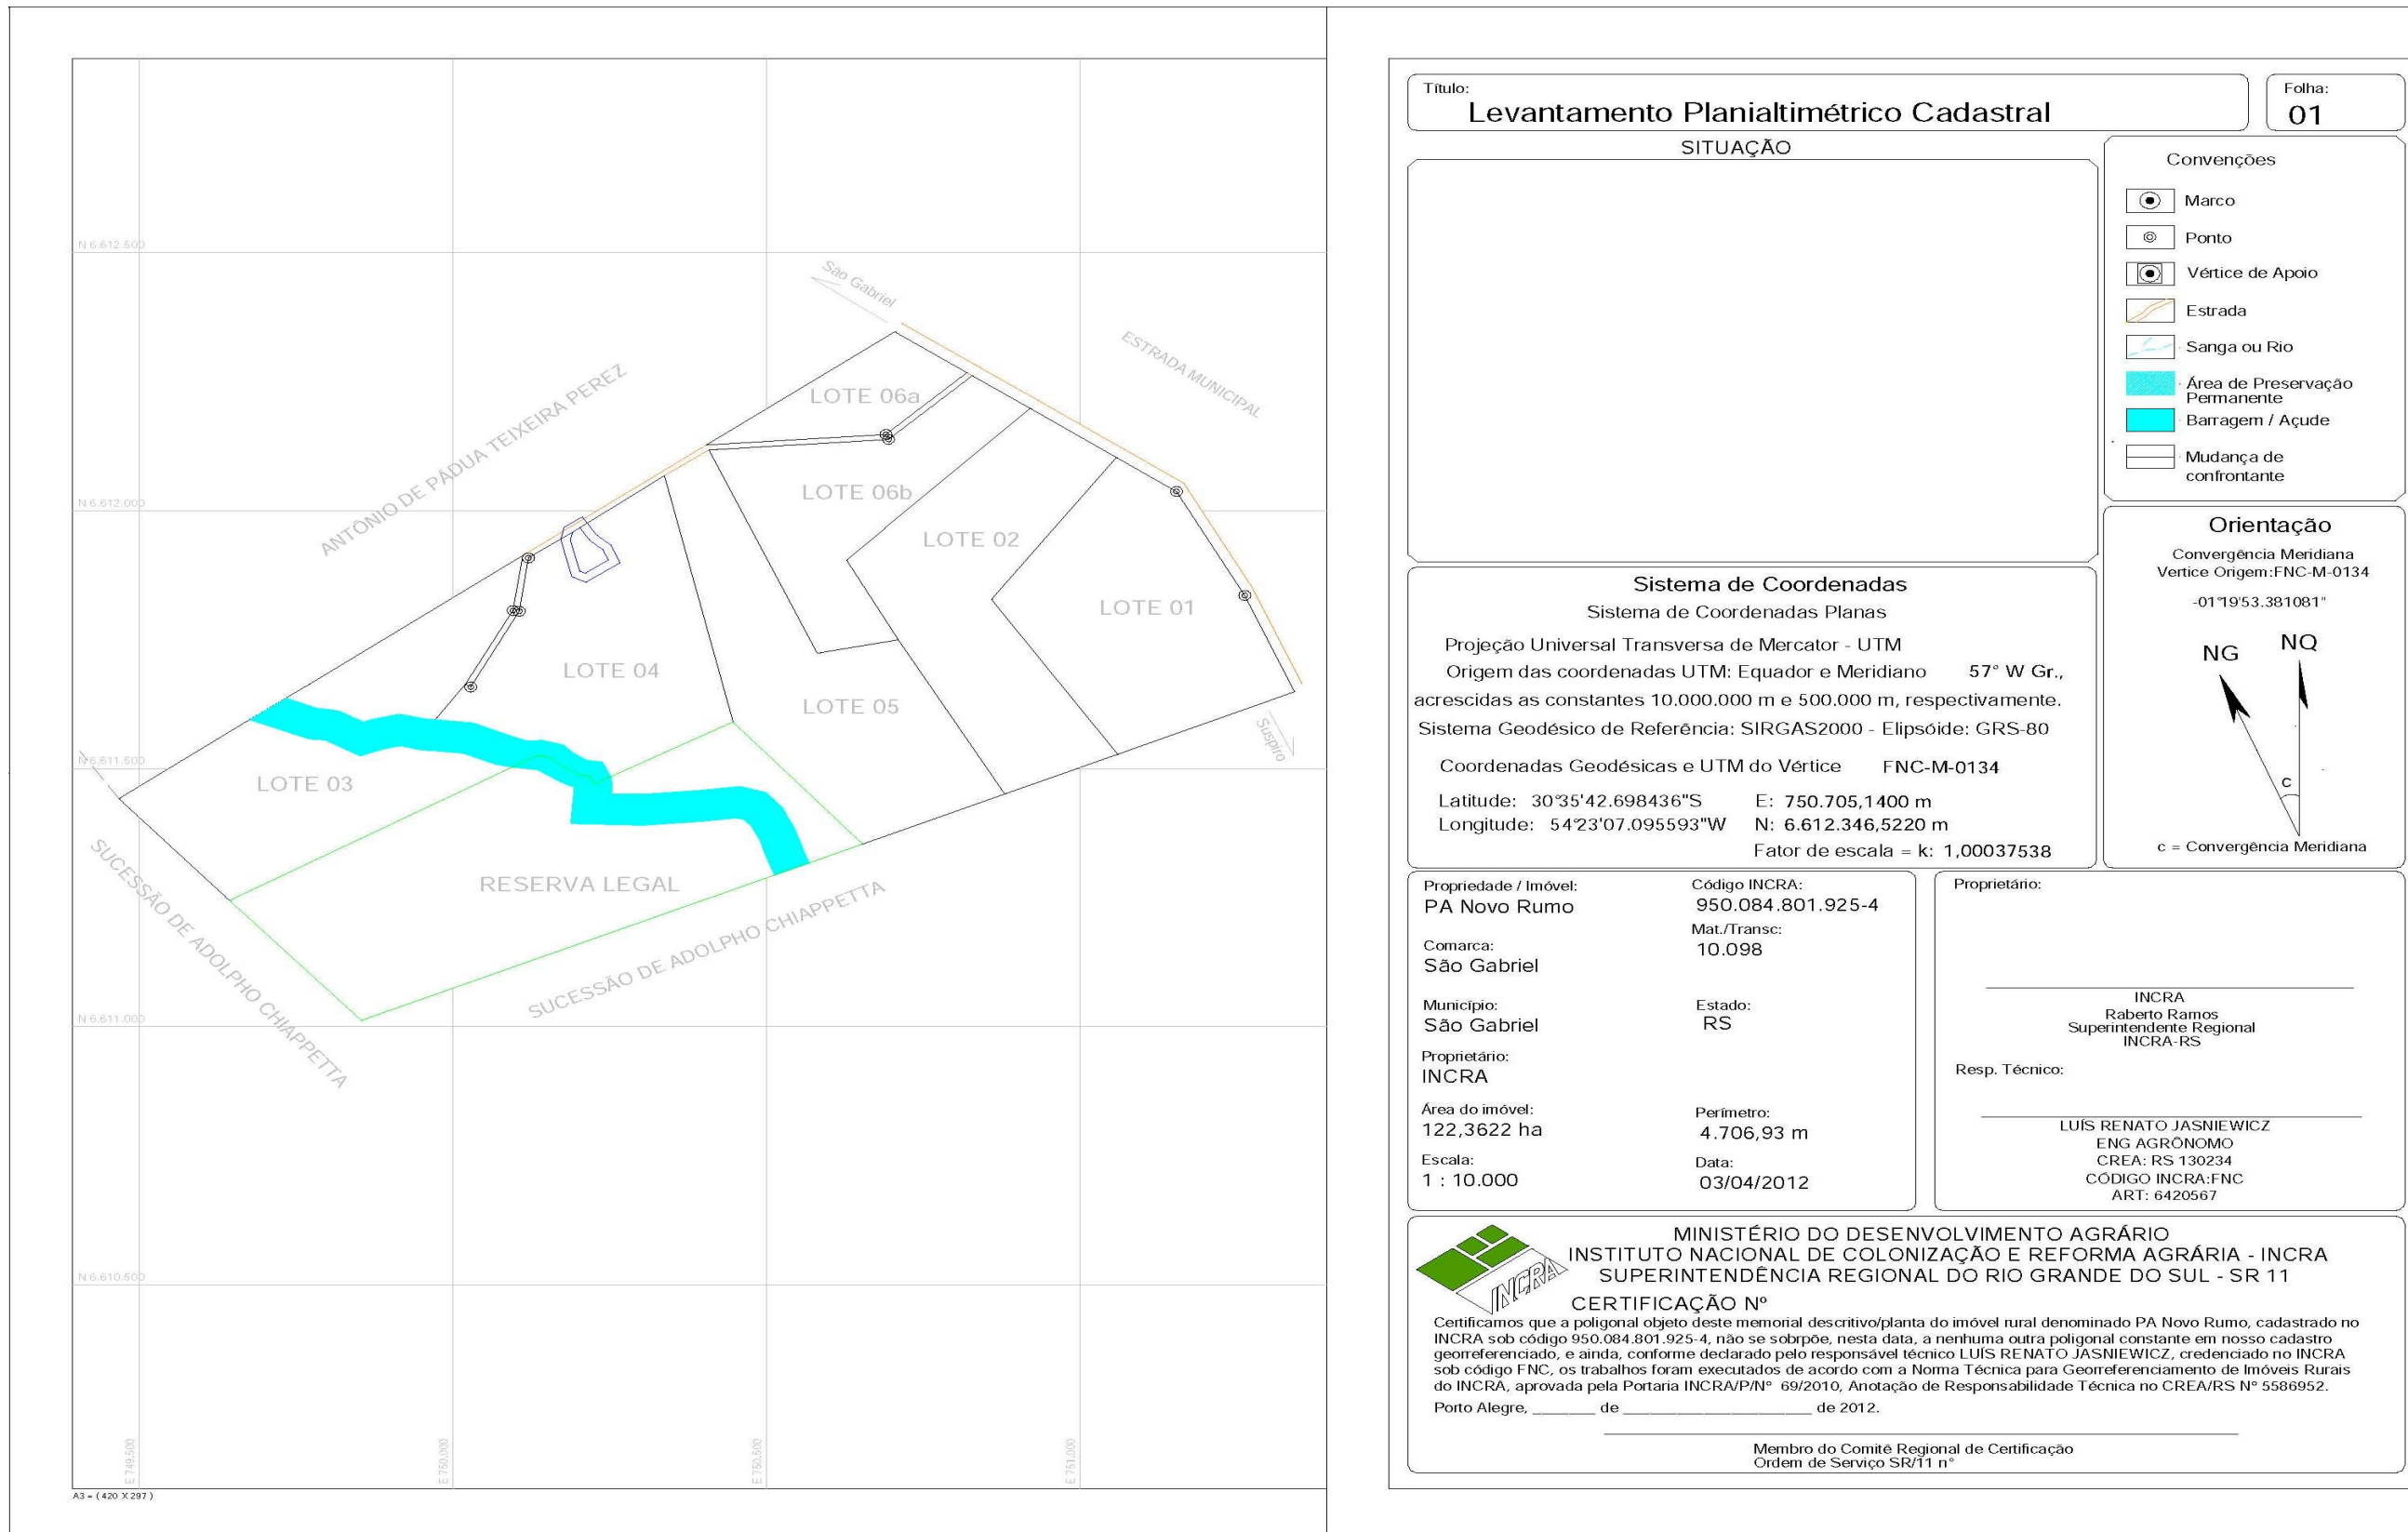 N 6.612.500
N 6.612.000
N 6.611.500
N 6.611.000
N 6.610.500
E 749.500
E 750.000
E 750.500
E 751.000
São Gabriel
ESTRADA MUNICIPAL
ANTÔNIO DE PÁDUA TEIXEIRA PEREZ
LOTE 06a
LOTE 06b
LOTE 02
LOTE 01
LOTE 04
LOTE 05
Suspiro
LOTE 03
RESERVA LEGAL
SUCESSÃO DE ADOLPHO CHIAPPETTA
SUCESSÃO DE ADOLPHO CHIAPPETTA
A3 = ( 420 X 297 )
Título:
Levantamento Planialtimétrico Cadastral
Folha:
01
SITUAÇÃO
Convenções
Marco
Ponto
Vértice de Apoio
Estrada
Sanga ou Rio
Área de Preservação
Permanente
Barragem / Açude
Mudança de
confrontante
Orientação
Convergência Meridiana
Vertice Origem:FNC-M-0134
-01°19'53.381081"
NG
NQ
c
c = Convergência Meridiana
Sistema de Coordenadas
Sistema de Coordenadas Planas
Projeção Universal Transversa de Mercator - UTM
Origem das coordenadas UTM: Equador e Meridiano 57° W Gr.,
acrescidas as constantes 10.000.000 m e 500.000 m, respectivamente.
Sistema Geodésico de Referência: SIRGAS2000 - Elipsóide: GRS-80
Coordenadas Geodésicas e UTM do Vértice FNC-M-0134
Latitude: 30°35'42.698436"S E: 750.705,1400 m
Longitude: 54°23'07.095593"W N: 6.612.346,5220 m
Fator de escala = k: 1,00037538
Propriedade / Imóvel:
PA Novo Rumo
Código INCRA:
950.084.801.925-4
Mat./Transc:
10.098
Comarca:
São Gabriel
Município:
São Gabriel
Estado:
RS
Proprietário:
INCRA
Área do imóvel:
122,3622 ha
Perímetro:
4.706,93 m
Escala:
1 : 10.000
Data:
03/04/2012
Proprietário:
INCRA
Raberto Ramos
Superintendente Regional
INCRA-RS
Resp. Técnico:
LUÍS RENATO JASNIEWICZ
ENG AGRÔNOMO
CREA: RS 130234
CÓDIGO INCRA:FNC
ART: 6420567
INCRA
MINISTÉRIO DO DESENVOLVIMENTO AGRÁRIO
INSTITUTO NACIONAL DE COLONIZAÇÃO E REFORMA AGRÁRIA - INCRA
SUPERINTENDÊNCIA REGIONAL DO RIO GRANDE DO SUL - SR 11
CERTIFICAÇÃO Nº
Certificamos que a poligonal objeto deste memorial descritivo/planta do imóvel rural denominado PA Novo Rumo, cadastrado no
INCRA sob código 950.084.801.925-4, não se sobrpõe, nesta data, a nenhuma outra poligonal constante em nosso cadastro
georreferenciado, e ainda, conforme declarado pelo responsável técnico LUÍS RENATO JASNIEWICZ, credenciado no INCRA
sob código FNC, os trabalhos foram executados de acordo com a Norma Técnica para Georreferenciamento de Imóveis Rurais
do INCRA, aprovada pela Portaria INCRA/P/N° 69/2010, Anotação de Responsabilidade Técnica no CREA/RS Nº 5586952.
Porto Alegre, _______ de _____________________ de 2012.
Membro do Comitê Regional de Certificação
Ordem de Serviço SR/11 n°